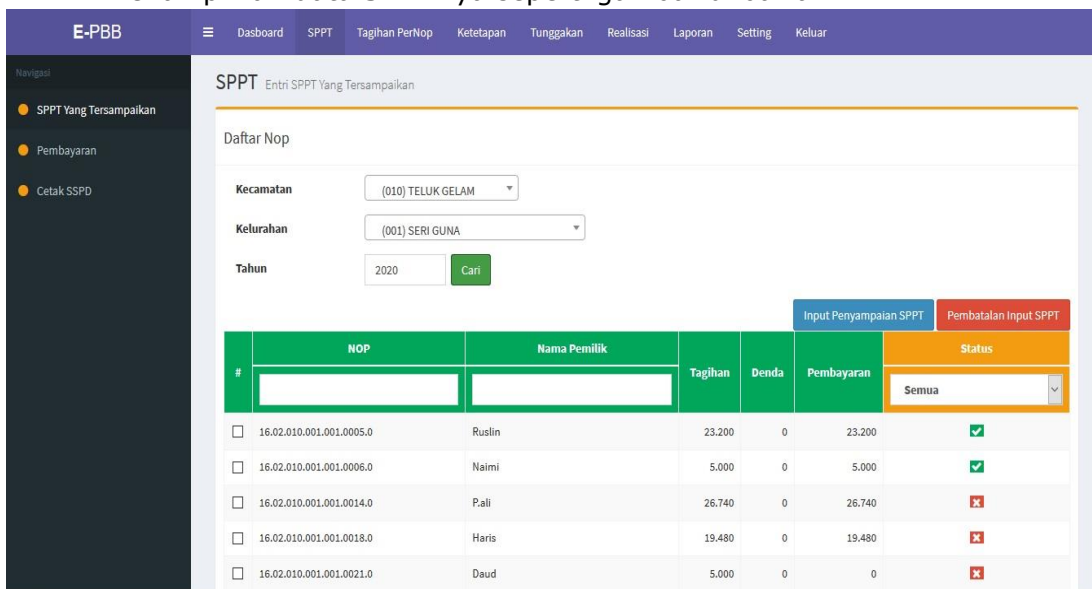 E-PBB
Dasboard SPPT Tagihan PerNop Ketetapan Tunggakan Realisasi Laporan Setting Keluar
Navigasi
SPPT Yang Tersampaikan
Pembayaran
Cetak SSPD
SPPT Entri SPPT Yang Tersampaikan
Daftar Nop
Kecamatan (010) TELUK GELAM
Kelurahan (001) SERI GUNA
Tahun 2020 Cari
Input Penyampaian SPPT Pembatalan Input SPPT
# NOP Nama Pemilik Tagihan Denda Pembayaran Status
Semua
16.02.010.001.001.0005.0 Ruslin 23.200 0 23.200
16.02.010.001.001.0006.0 Naimi 5.000 0 5.000
16.02.010.001.001.0014.0 P.ali 26.740 0 26.740
16.02.010.001.001.0018.0 Haris 19.480 0 19.480
16.02.010.001.001.0021.0 Daud 5.000 0 0